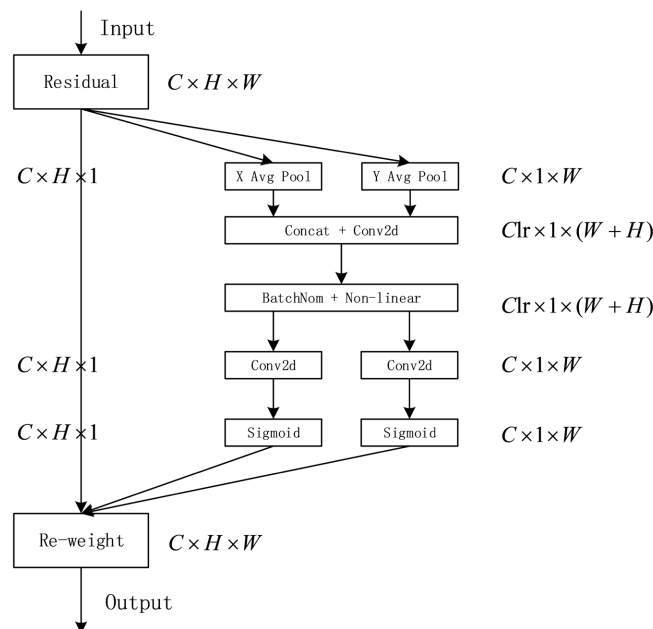 Input
Residual
C×H×W
C×H×1
X Avg Pool
Y Avg Pool
C×1×W
Concat + Conv2d
Clr×1×(W+H)
BatchNom + Non-linear
Clr×1×(W+H)
C×H×1
Conv2d
Conv2d
C×1×W
C×H×1
Sigmoid
Sigmoid
C×1×W
Re-weight
C×H×W
Output